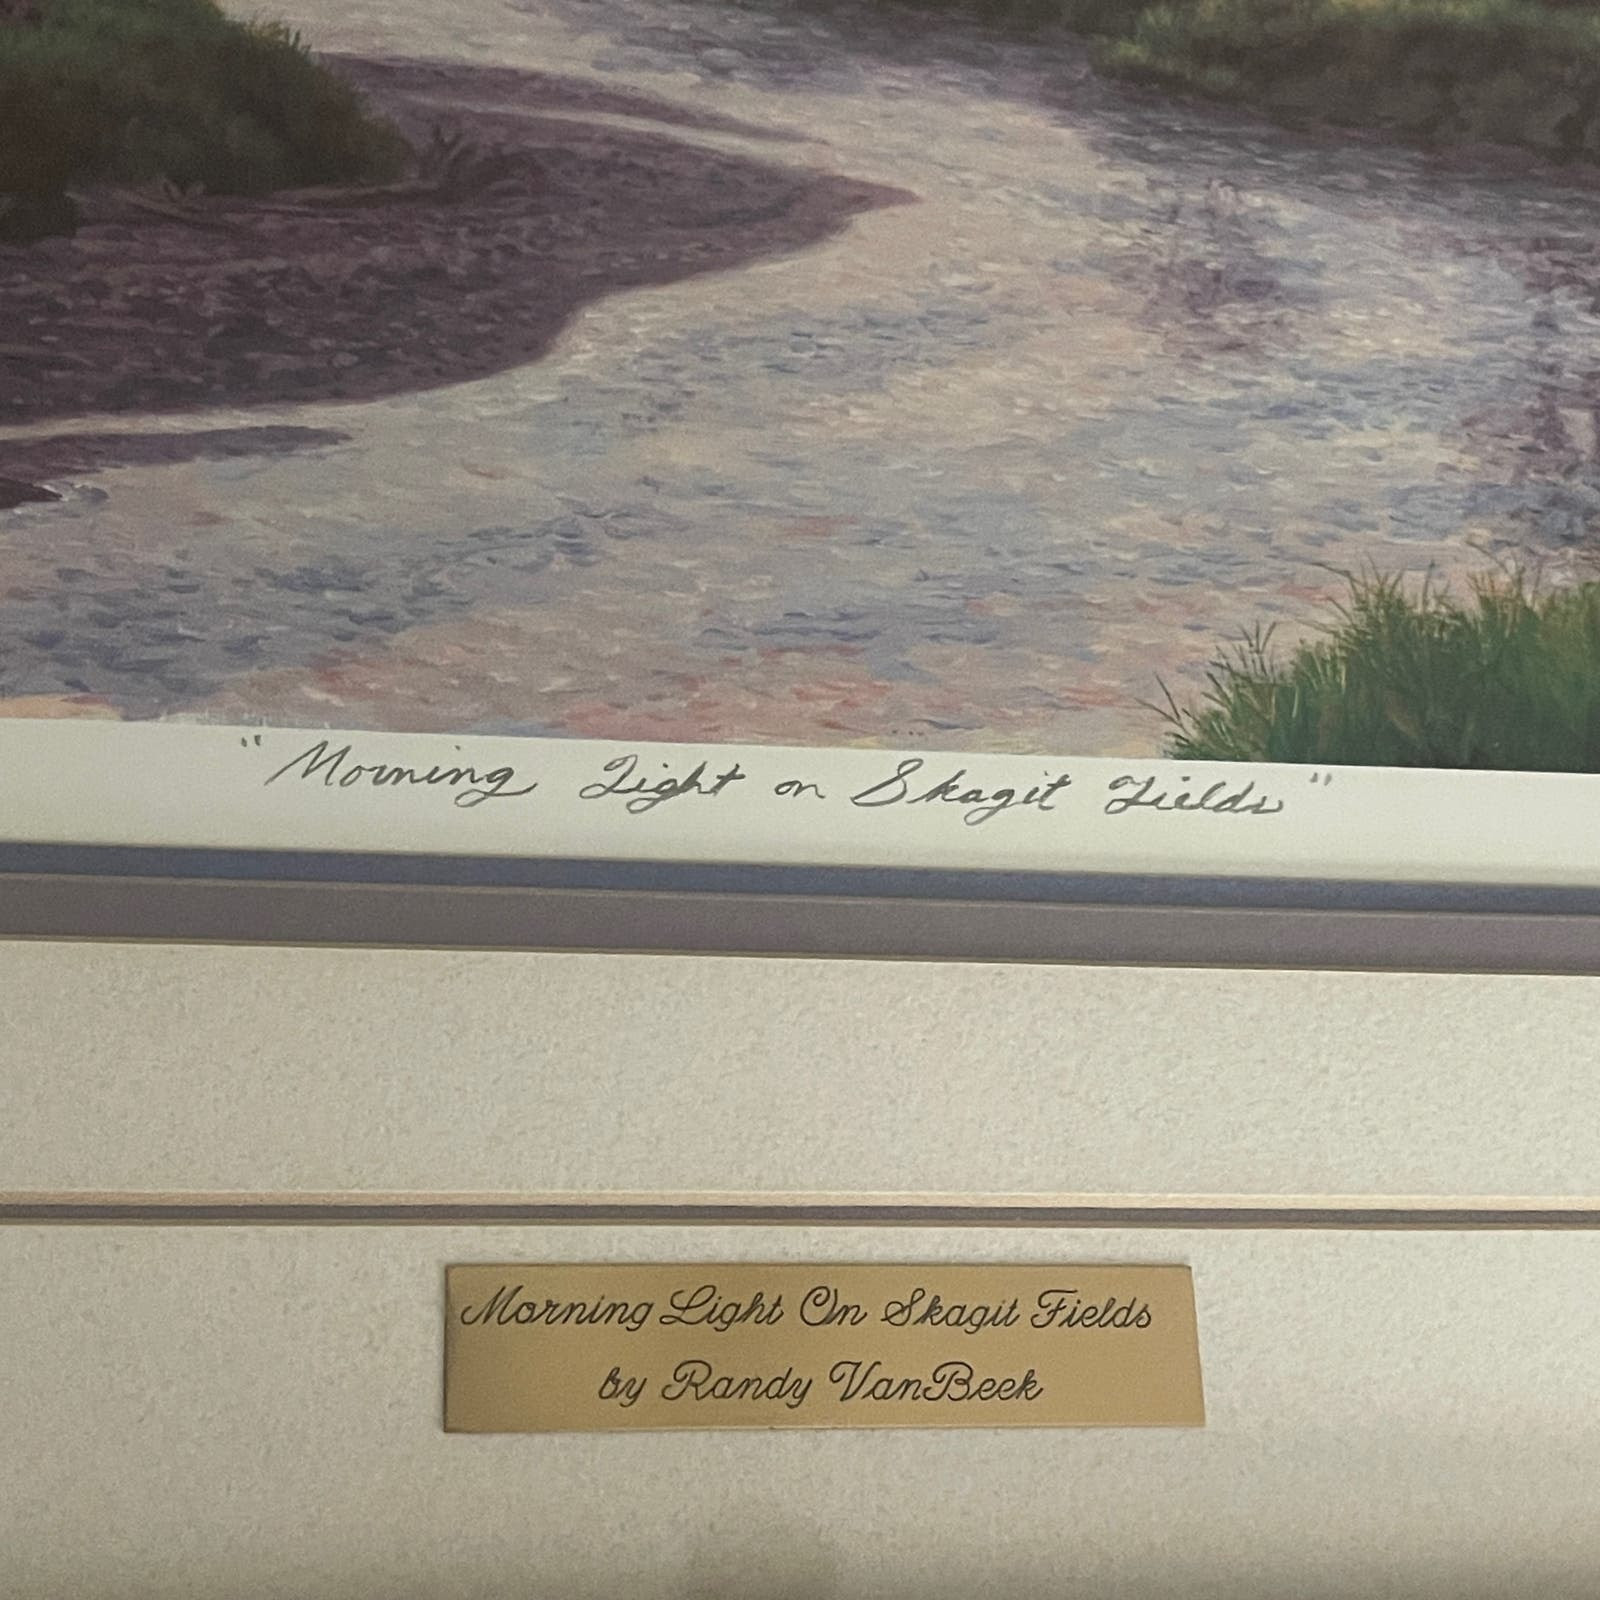 "Morning Light on Skagit Fields"
Morning Light On Skagit Fields
by Randy VanBeek